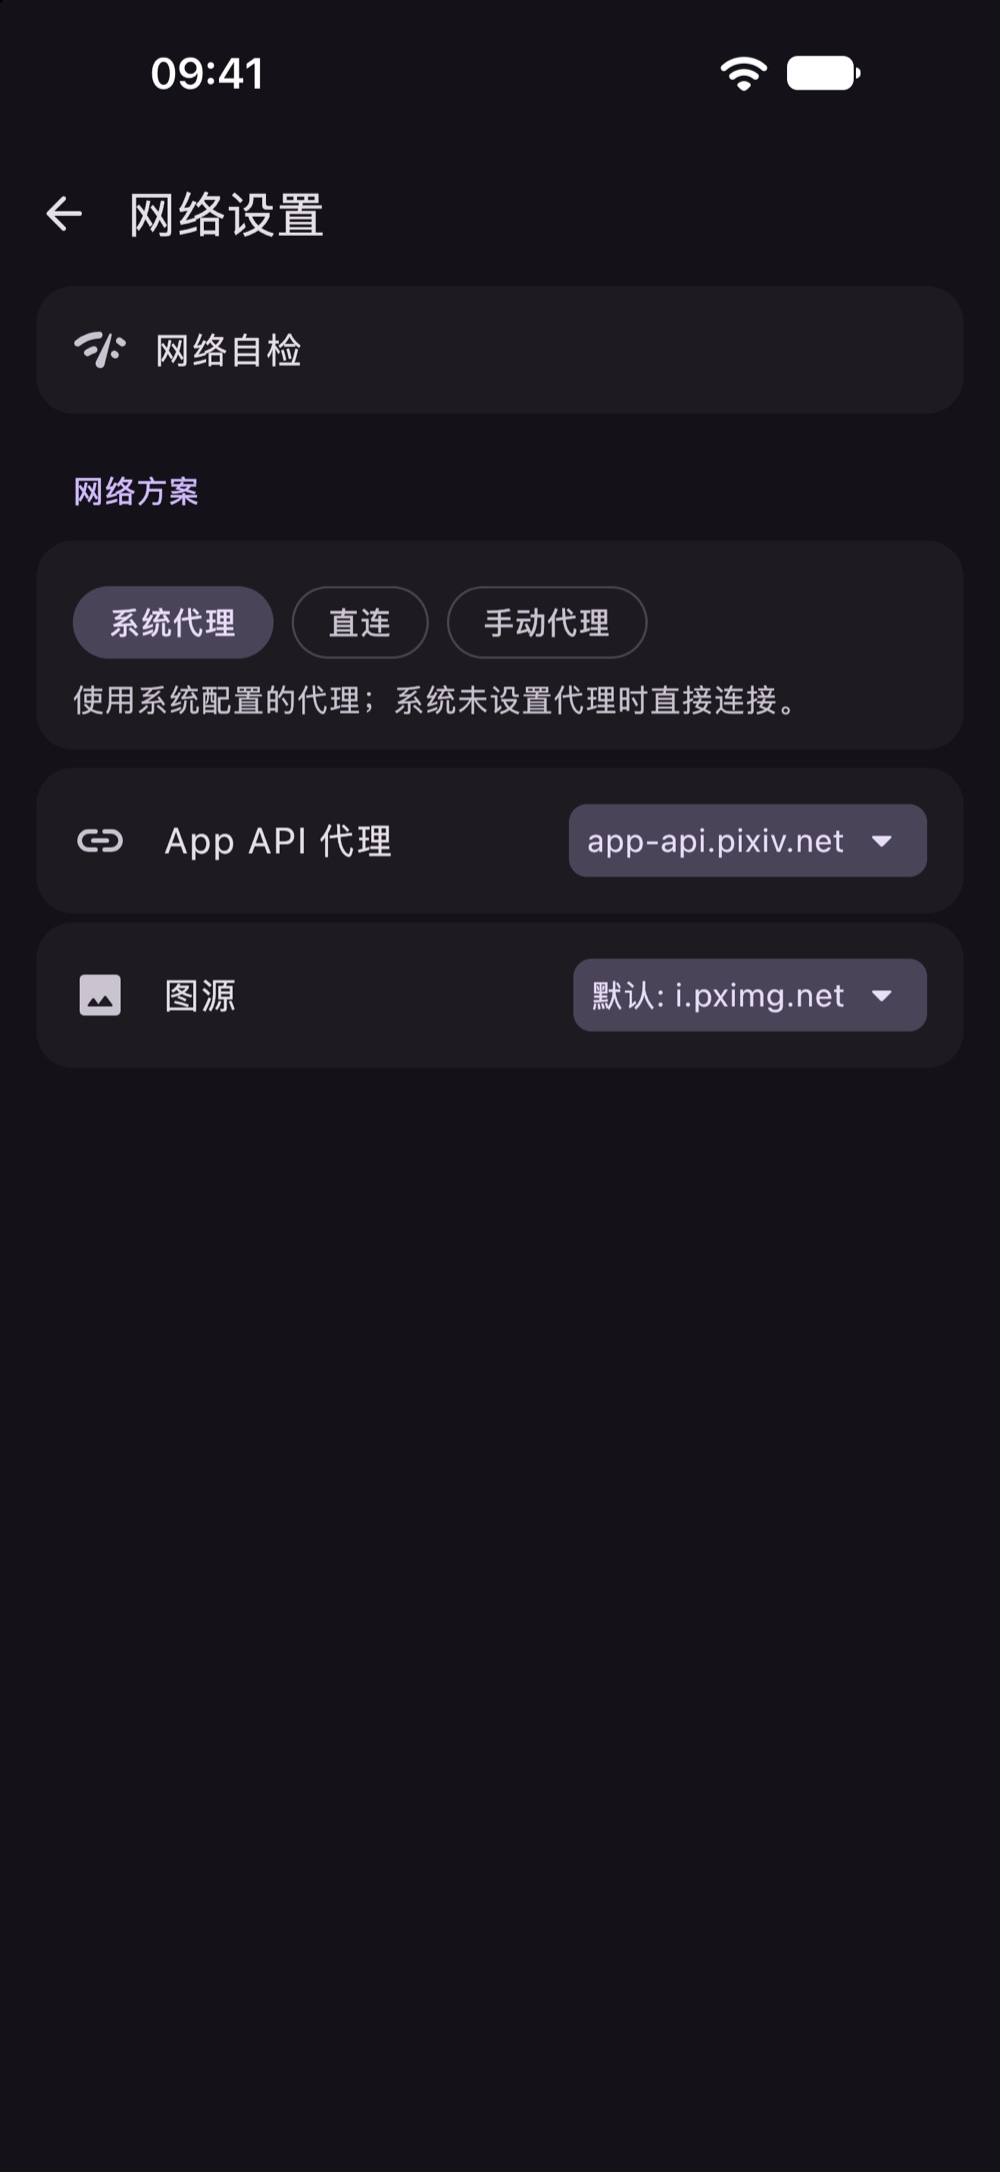 09:41
网络设置
网络自检
网络方案
系统代理 直连 手动代理
使用系统配置的代理；系统未设置代理时直接连接。
App API 代理 app-api.pixiv.net
图源 默认: i.pximg.net